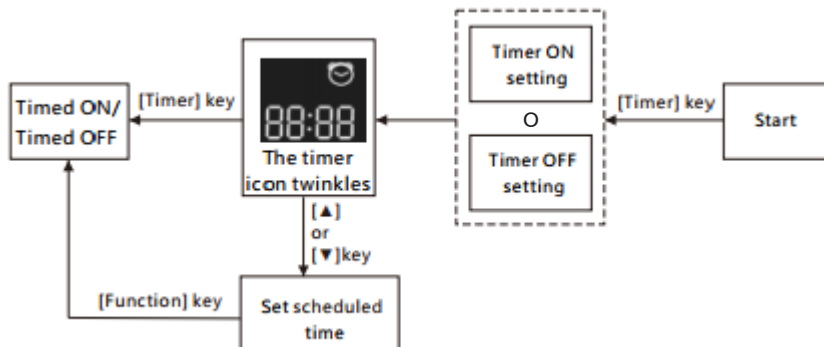 Timed ON/
Timed OFF
[Timer] key
88:88
The timer
icon twinkles
Timer ON
setting
O
Timer OFF
setting
[Timer] key
Start
[▲]
or
[▼]key
[Function] key
Set scheduled
time